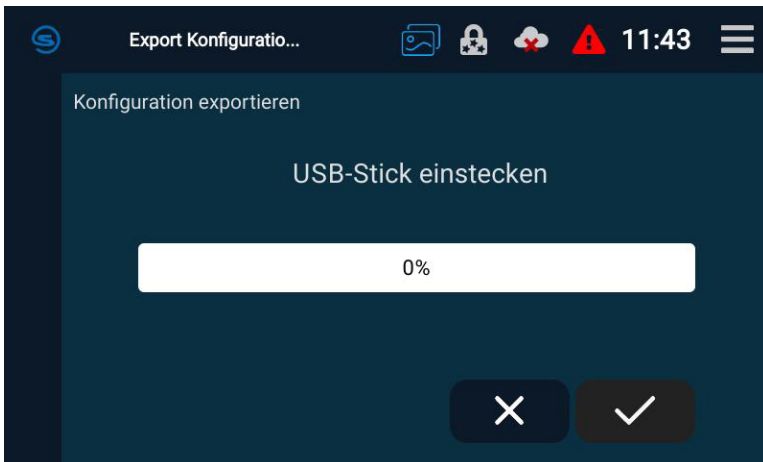 Export Konfiguratio... 11:43
Konfiguration exportieren
USB-Stick einstecken
0%